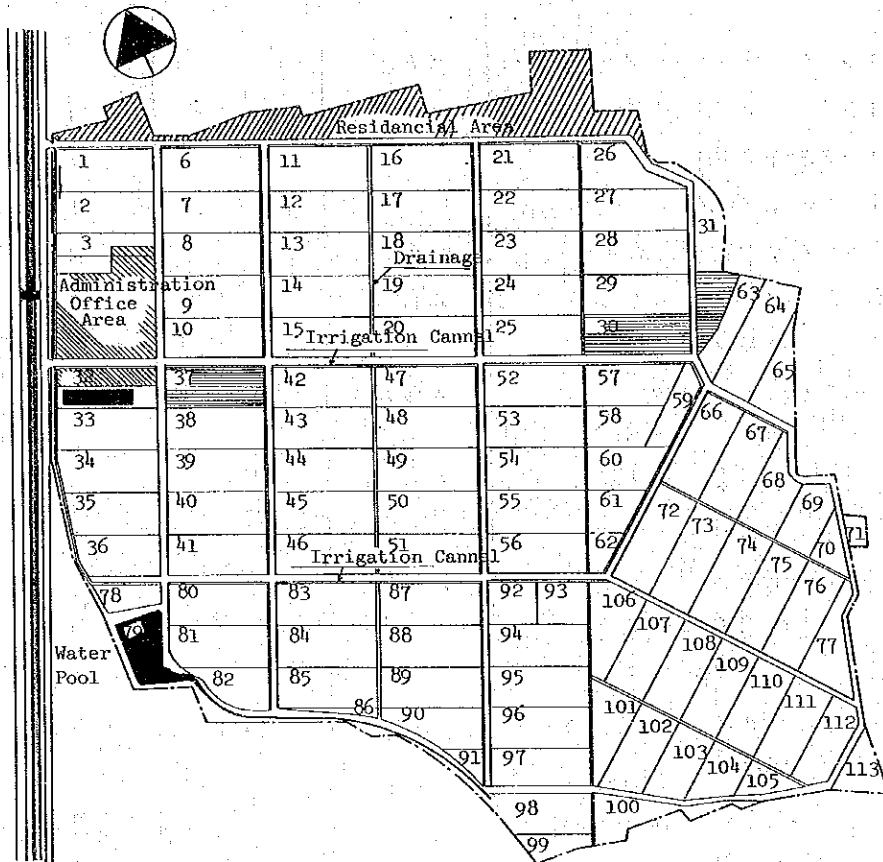 Residancial Area
1 6 11 16 21 26
2 7 12 17 22 27
3 8 13 18 23 28 31
Drainage
Administration
Office
Area
9 14 19 24 29 63 64
10 15 20 25 30
Irrigation Cannel
32 37 42 47 52 57 59 65
33 38 43 48 53 58 66 67
34 39 44 49 54 60 68
35 40 45 50 55 61 72 73 69
36 41 46 51 56 62 74 70 71
Irrigation Cannel
75 76
78 80 83 87 92 93 106 107 77
79 81 84 88 94 108 109
Water
Pool
82 85 89 95 110 111
86 90 96 101 102 112
91 97 103 104 105 113
98 100
99